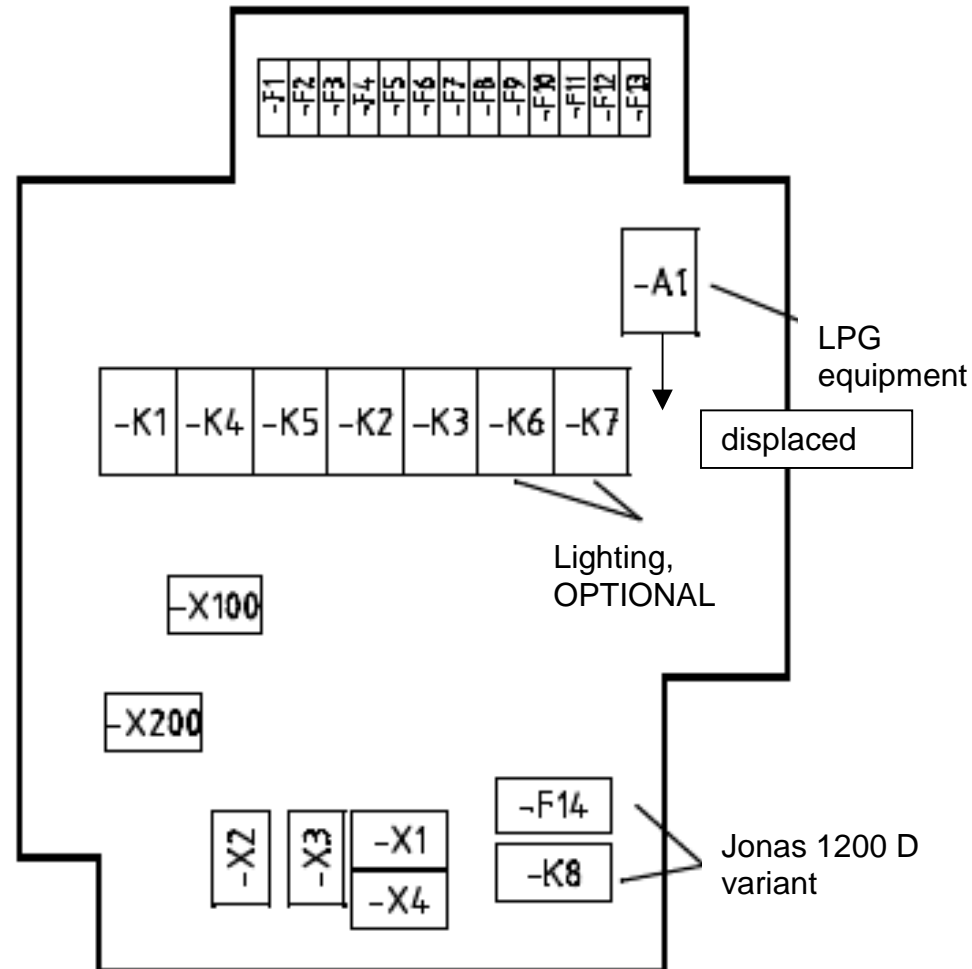 -F1 -F2 -F3 -F4 -F5 -F6 -F7 -F8 -F9 -F10 -F11 -F12 -F13
-A1
LPG
equipment
displaced
-K1 -K4 -K5 -K2 -K3 -K6 -K7
Lighting,
OPTIONAL
-X100
-X200
-X2 -X3
-X1
-X4
-F14
-K8
Jonas 1200 D
variant